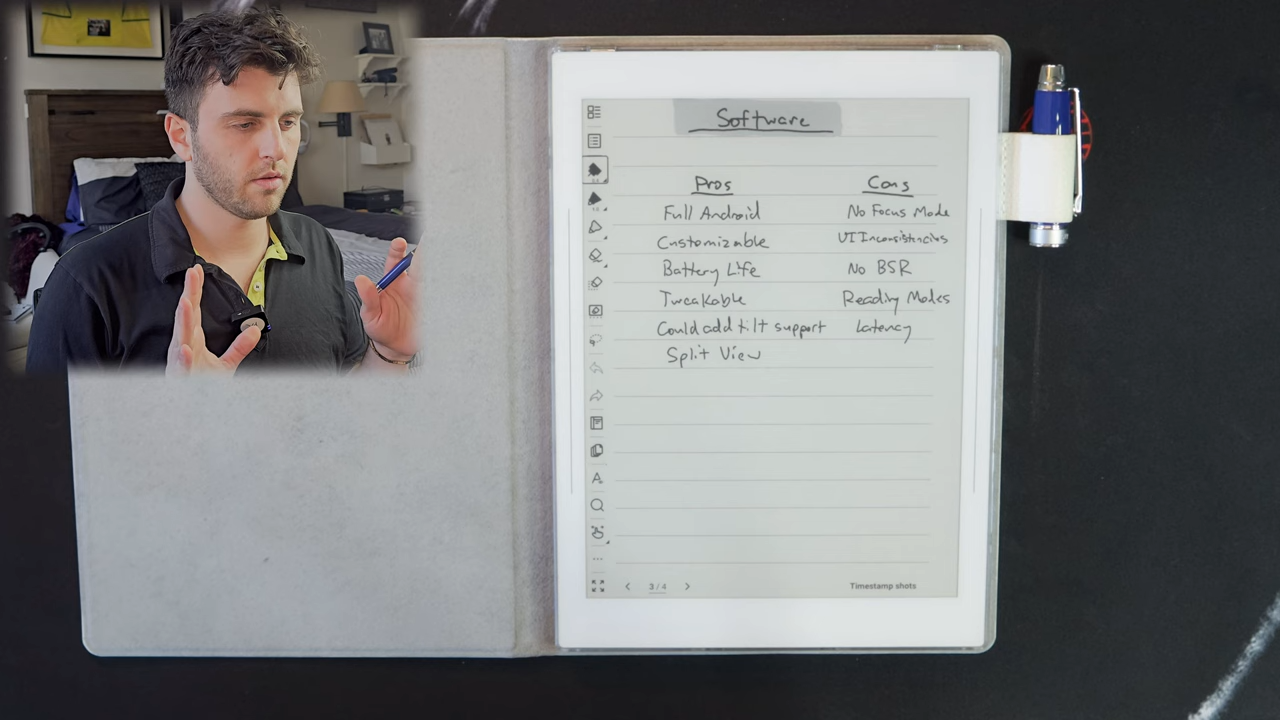 Software
Pros Cons
Full Android No Focus Mode
Customizable UI Inconsistencies
Battery Life No BSR
Tweakable Reading Modes
Could add tilt support Latency
Split View
3 / 4 Timestamp shots